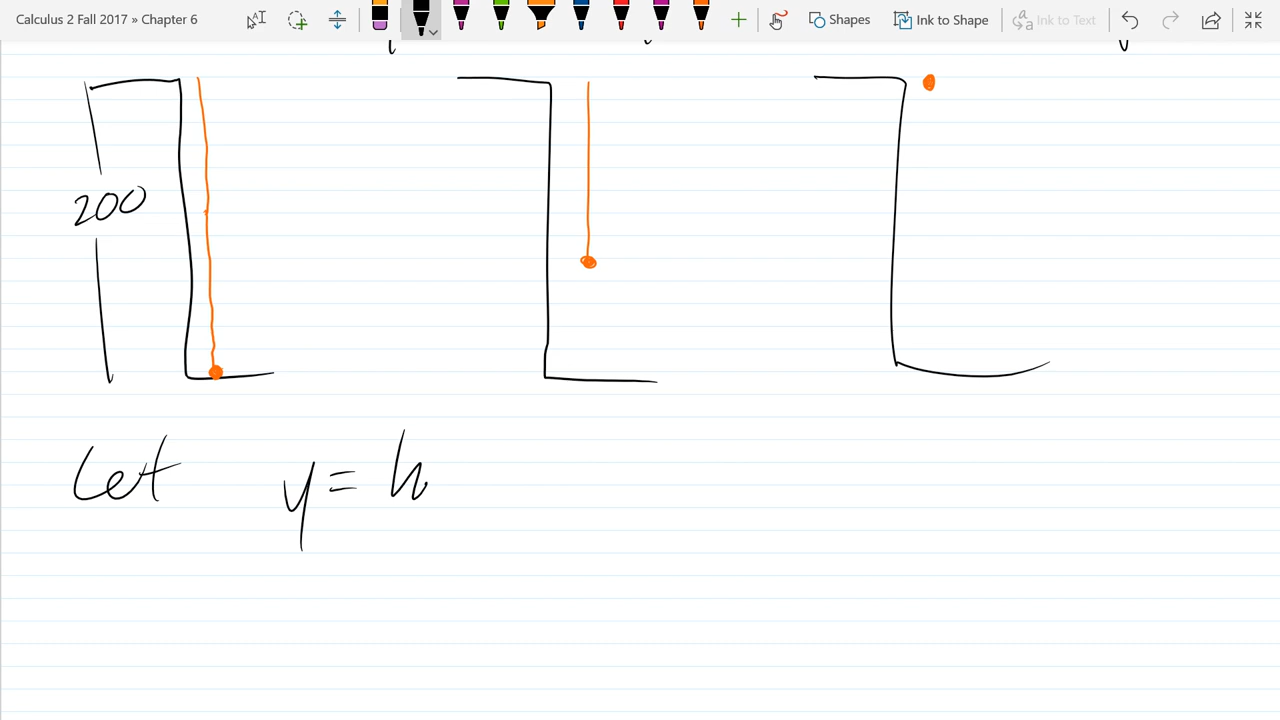 Calculus 2 Fall 2017 » Chapter 6
Shapes
Ink to Shape
Ink to Text
200
Let y = h